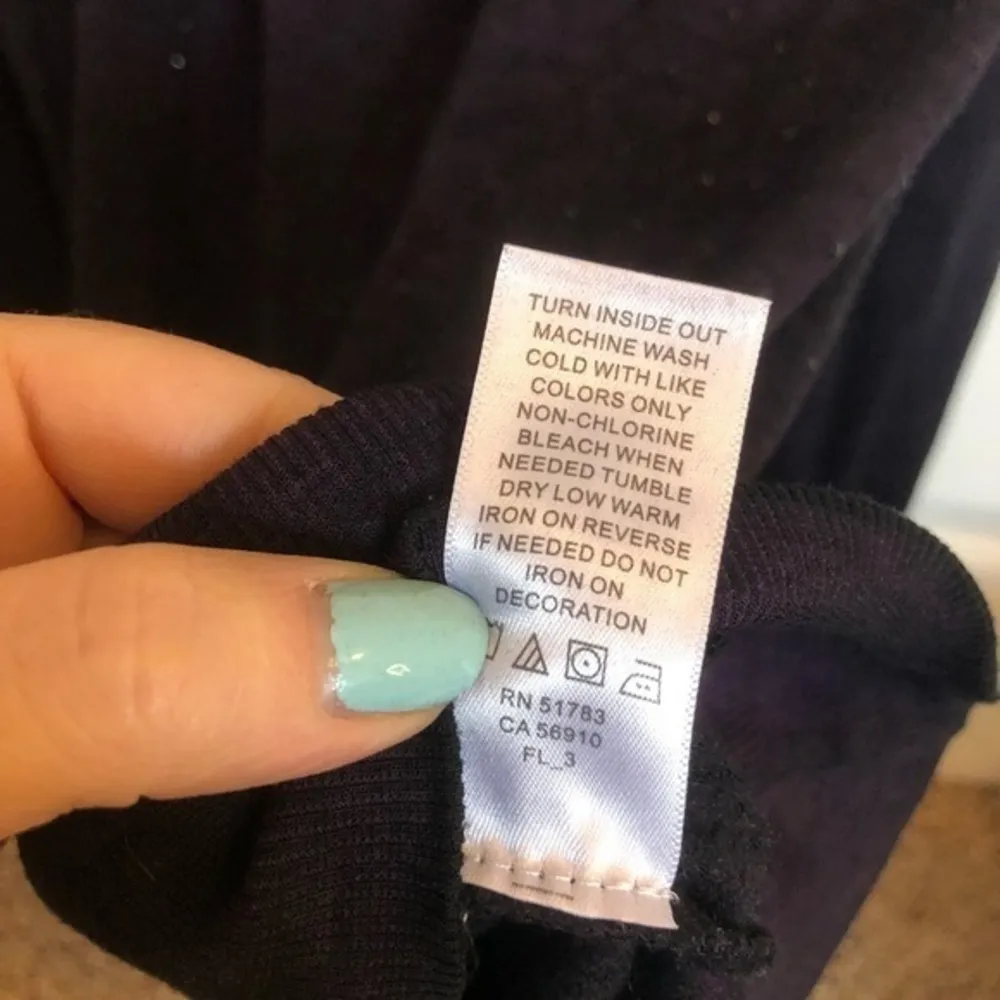 TURN INSIDE OUT
MACHINE WASH
COLD WITH LIKE
COLORS ONLY
NON-CHLORINE
BLEACH WHEN
NEEDED TUMBLE
DRY LOW WARM
IRON ON REVERSE
IF NEEDED DO NOT
IRON ON
DECORATION
RN 51783
CA 56910
FL_3